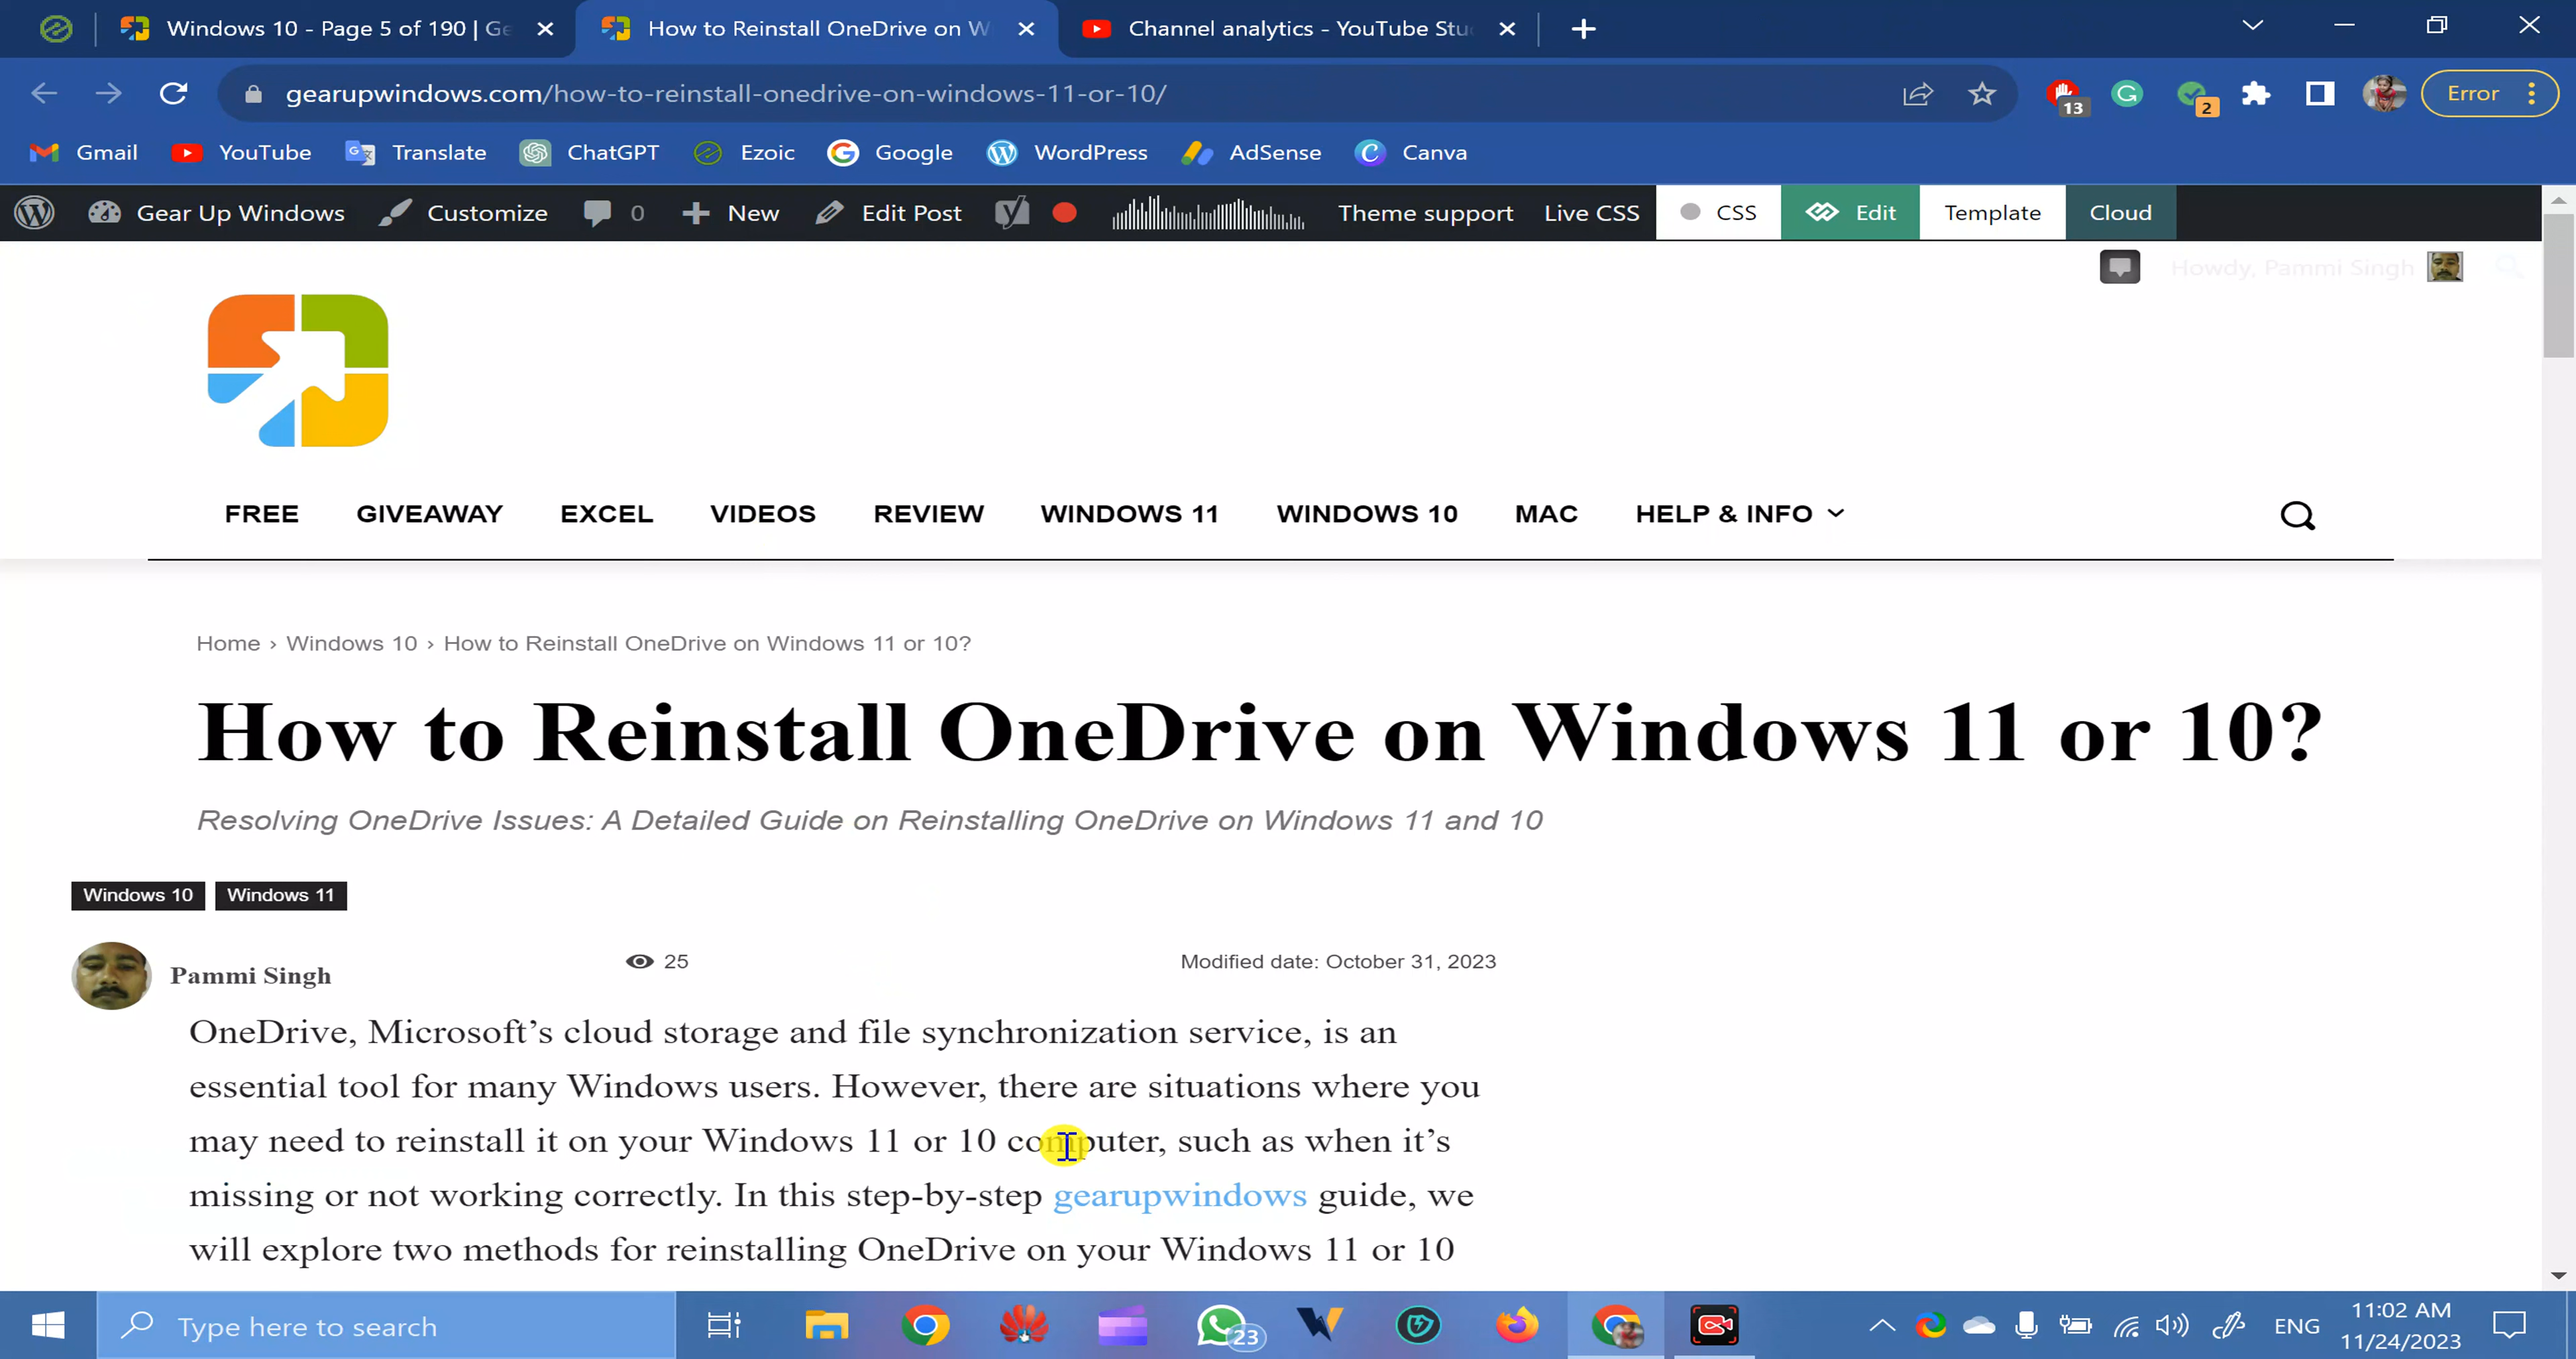 Windows 10 - Page 5 of 190 | Ge
How to Reinstall OneDrive on W
Channel analytics - YouTube Stu
gearupwindows.com/how-to-reinstall-onedrive-on-windows-11-or-10/
13
2
Error
Gmail
YouTube
Translate
ChatGPT
Ezoic
Google
WordPress
AdSense
Canva
Gear Up Windows
Customize
0
New
Edit Post
Theme support
Live CSS
CSS
Edit
Template
Cloud
Howdy, Pammi Singh
FREE
GIVEAWAY
EXCEL
VIDEOS
REVIEW
WINDOWS 11
WINDOWS 10
MAC
HELP & INFO
Home › Windows 10 › How to Reinstall OneDrive on Windows 11 or 10?
How to Reinstall OneDrive on Windows 11 or 10?
Resolving OneDrive Issues: A Detailed Guide on Reinstalling OneDrive on Windows 11 and 10
Windows 10
Windows 11
Pammi Singh
25
Modified date: October 31, 2023
OneDrive, Microsoft’s cloud storage and file synchronization service, is an
essential tool for many Windows users. However, there are situations where you
may need to reinstall it on your Windows 11 or 10 computer, such as when it’s
missing or not working correctly. In this step-by-step gearupwindows guide, we
will explore two methods for reinstalling OneDrive on your Windows 11 or 10
Type here to search
23
ENG
11:02 AM
11/24/2023